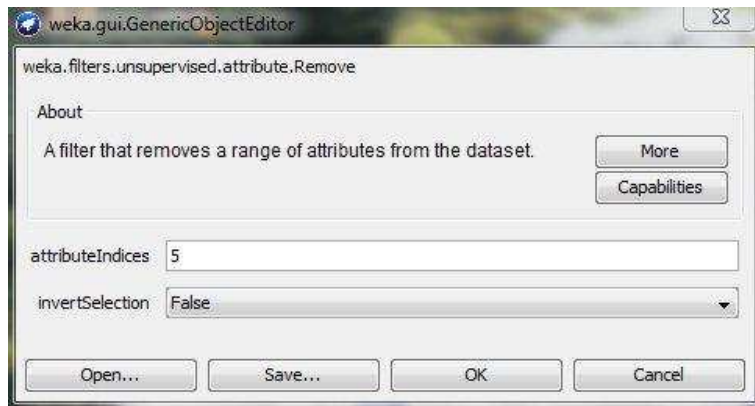 weka.gui.GenericObjectEditor
weka.filters.unsupervised.attribute.Remove
About
A filter that removes a range of attributes from the dataset.
More
Capabilities
attributeIndices 5
invertSelection False
Open... Save... OK Cancel